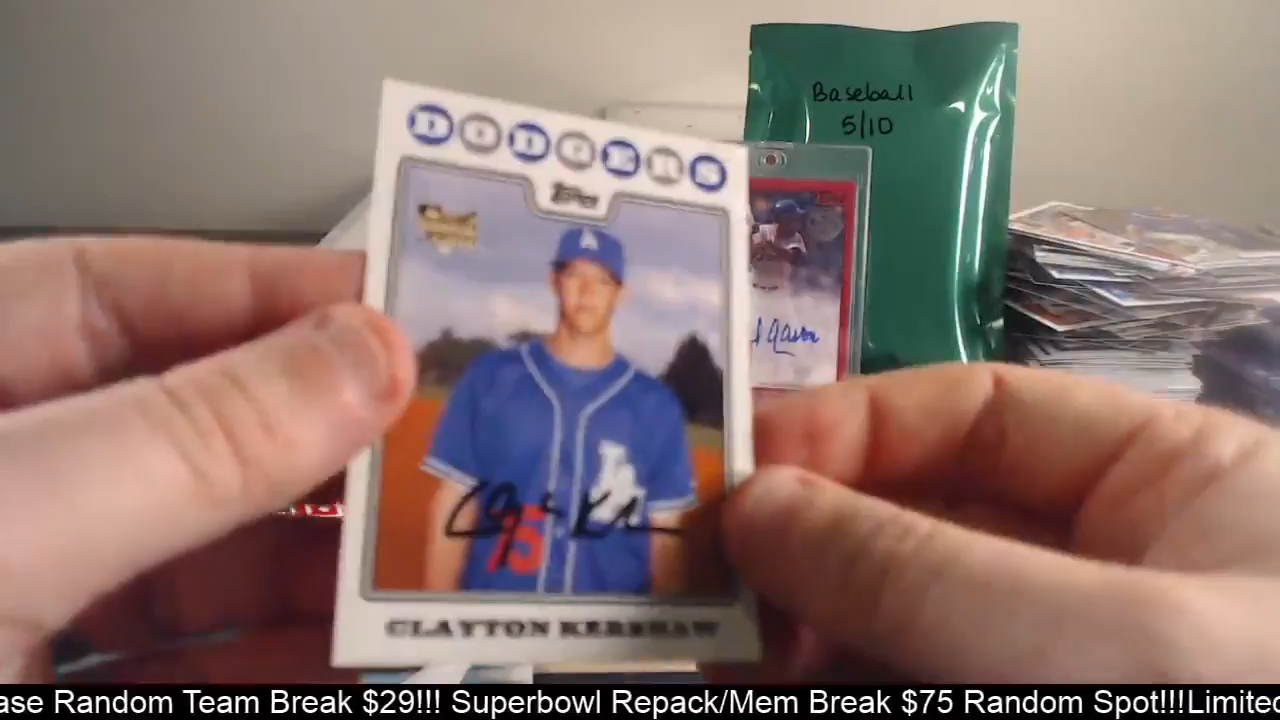 Baseball
5/10
DODGERS
Topps
CLAYTON KERSHAW
ase Random Team Break $29!!! Superbowl Repack/Mem Break $75 Random Spot!!!Limited